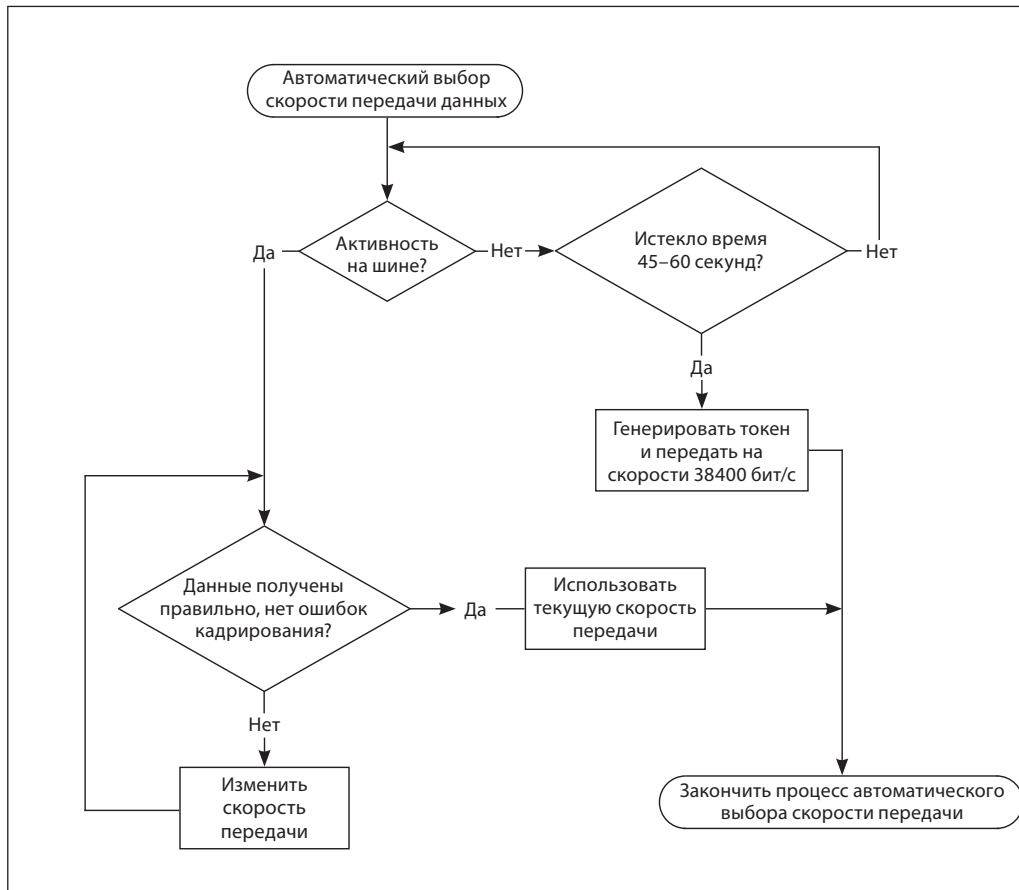 Автоматический выбор
скорости передачи данных
Да
Активность
на шине?
Нет
Истекло время
45–60 секунд?
Нет
Да
Генерировать токен
и передать на
скорости 38400 бит/с
Данные получены
правильно, нет ошибок
кадрирования?
Да
Использовать
текущую скорость
передачи
Нет
Изменить
скорость
передачи
Закончить процесс автоматического
выбора скорости передачи